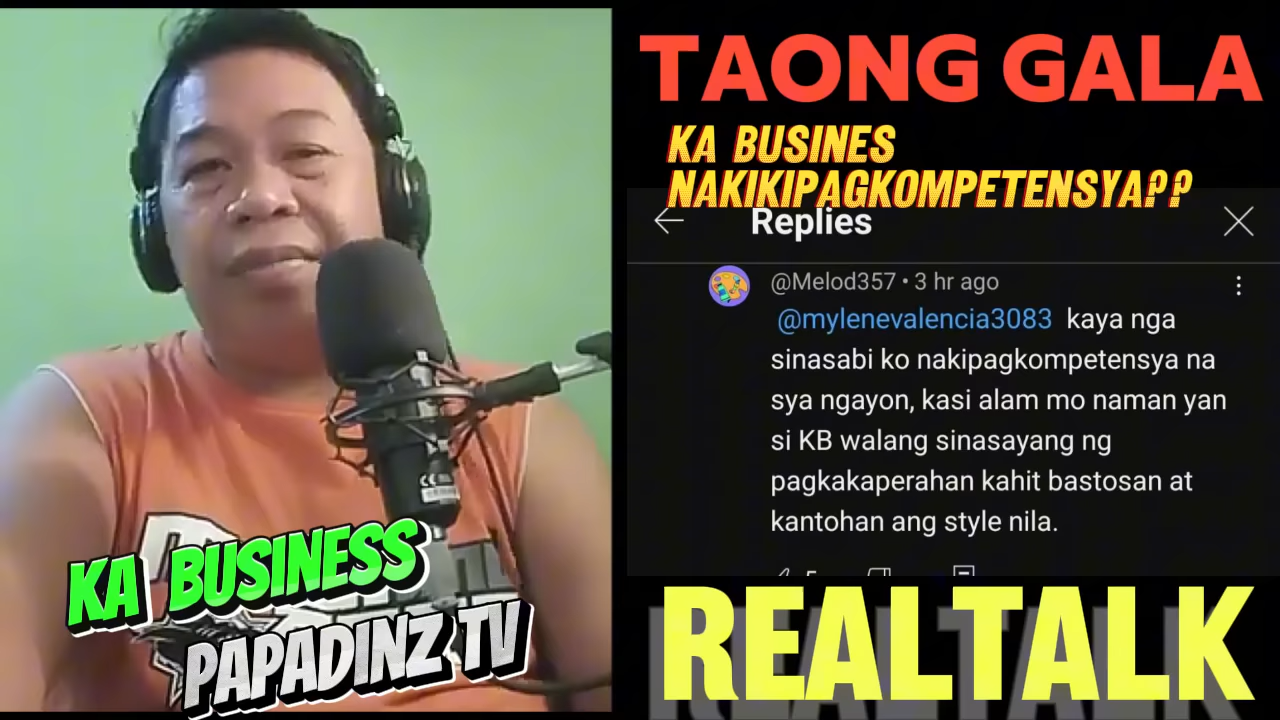 TAONG GALA
KA BUSINES
NAKIKIPAGKOMPETENSYA??
Replies
@Melod357 • 3 hr ago
@mylenevalencia3083 kaya nga
sinasabi ko nakipagkompetensya na
sya ngayon, kasi alam mo naman yan
si KB walang sinasayang ng
pagkakaperahan kahit bastosan at
kantohan ang style nila.
KA BUSINESS
PAPADINZ TV
REALTALK